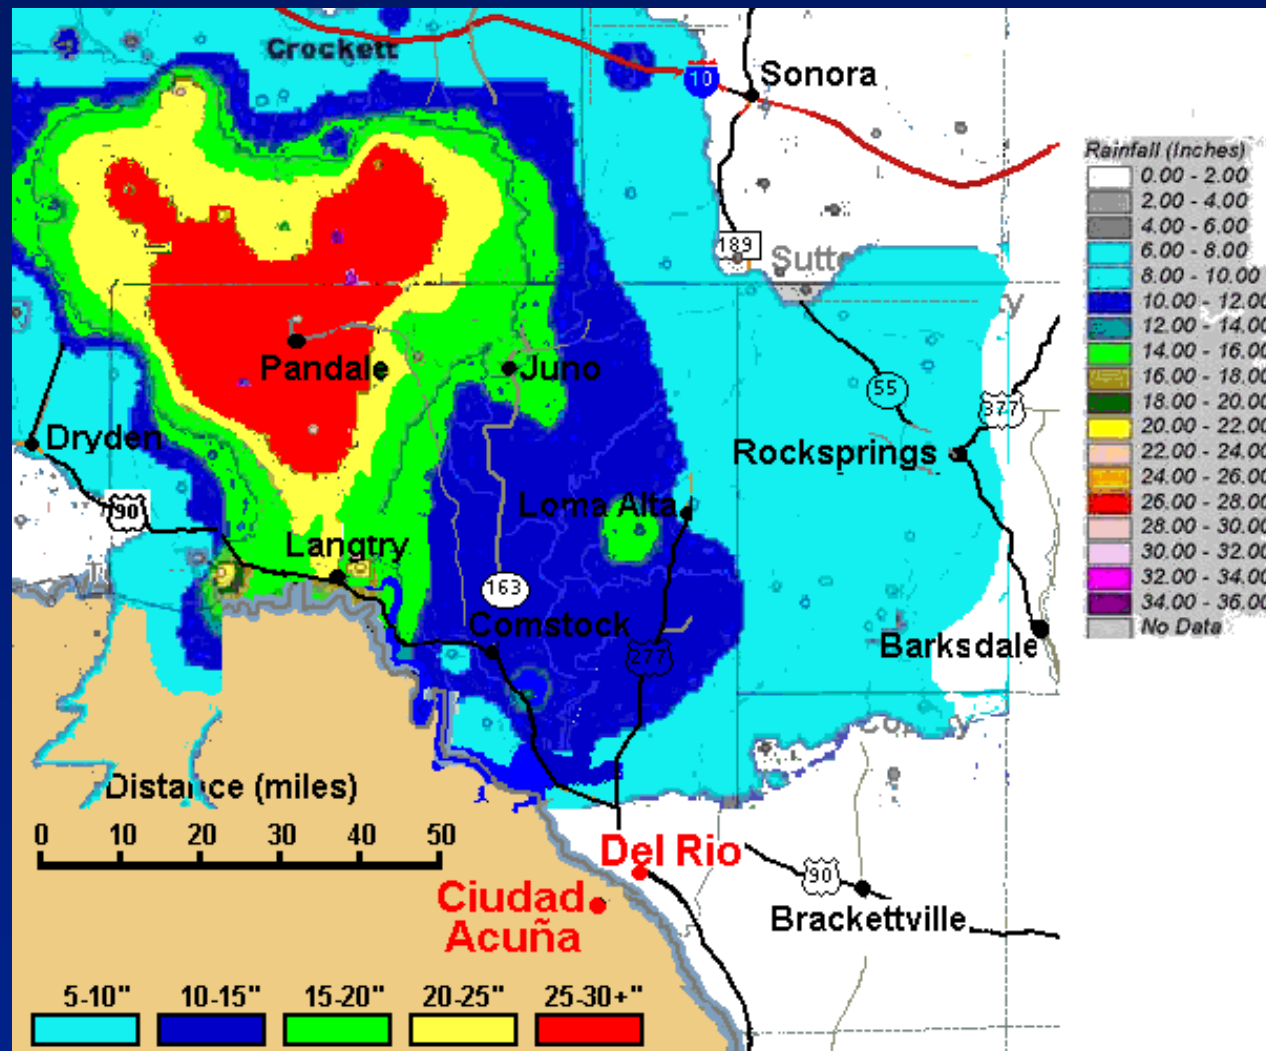 Crockett
10
Sonora
Rainfall (Inches)
0.00 - 2.00
2.00 - 4.00
4.00 - 6.00
6.00 - 8.00
8.00 - 10.00
10.00 - 12.00
12.00 - 14.00
14.00 - 16.00
16.00 - 18.00
18.00 - 20.00
20.00 - 22.00
22.00 - 24.00
24.00 - 26.00
26.00 - 28.00
28.00 - 30.00
30.00 - 32.00
32.00 - 34.00
34.00 - 36.00
No Data
189
Sutt
ty
Pandale
Juno
55
377
Dryden
Rocksprings
90
Loma Alta
Langtry
163
Comstock
277
Barksdale
Distance (miles)
0 10 20 30 40 50
Del Rio
90
Ciudad
Acuña
Brackettville
5-10" 10-15" 15-20" 20-25" 25-30+"